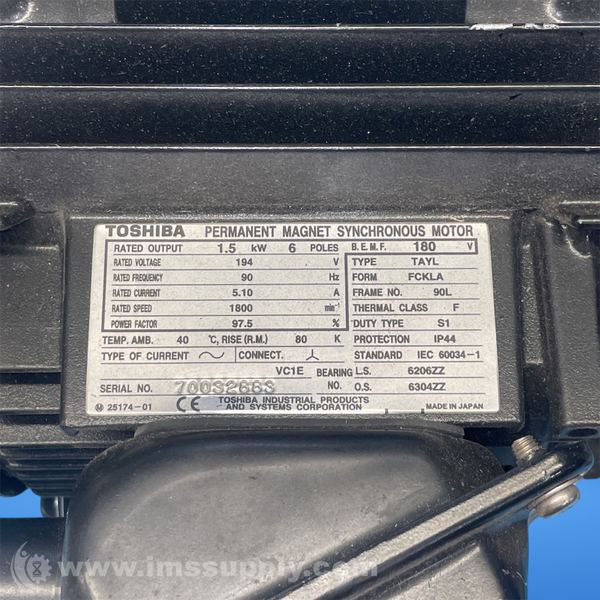 TOSHIBA PERMANENT MAGNET SYNCHRONOUS MOTOR
RATED OUTPUT 1.5 kW 6 POLES B.E.M.F. 180 V
RATED VOLTAGE 194 V TYPE TAYL
RATED FREQUENCY 90 Hz FORM FCKLA
RATED CURRENT 5.10 A FRAME NO. 90L
RATED SPEED 1800 min⁻¹ THERMAL CLASS F
POWER FACTOR 97.5 % DUTY TYPE S1
TEMP. AMB. 40 ℃, RISE (R.M.) 80 K PROTECTION IP44
TYPE OF CURRENT CONNECT. STANDARD IEC 60034-1
VC1E BEARING L.S. 6206ZZ
SERIAL NO. 70032663 NO. O.S. 6304ZZ
M 25174-01 CE TOSHIBA INDUSTRIAL PRODUCTS
AND SYSTEMS CORPORATION MADE IN JAPAN
© www.imssupply.com